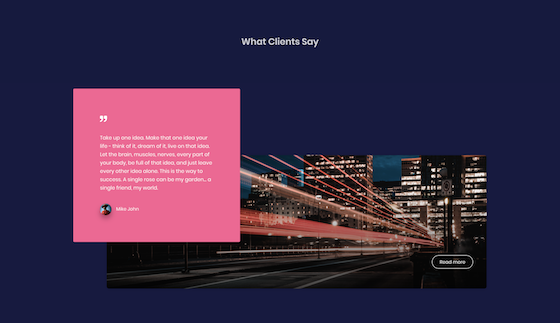 What Clients Say
”
Take up one idea. Make that one idea your
life - think of it, dream of it, live on that idea.
Let the brain, muscles, nerves, every part of
your body, be full of that idea, and just leave
every other idea alone. This is the way to
success. A single rose can be my garden... a
single friend, my world.
Mike John
Read more